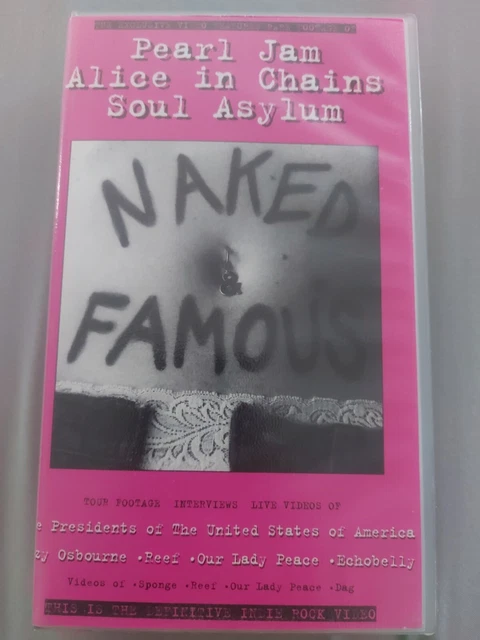 Pearl Jam
Alice in Chains
Soul Asylum
NAKED
&
FAMOUS
TOUR FOOTAGE INTERVIEWS LIVE VIDEOS OF
e Presidents of The United States of America
zy Osbourne •Reef •Our Lady Peace •Echobelly
Videos of •Sponge •Reef •Our Lady Peace •Dag
THIS IS THE DEFINITIVE INDIE ROCK VIDEO